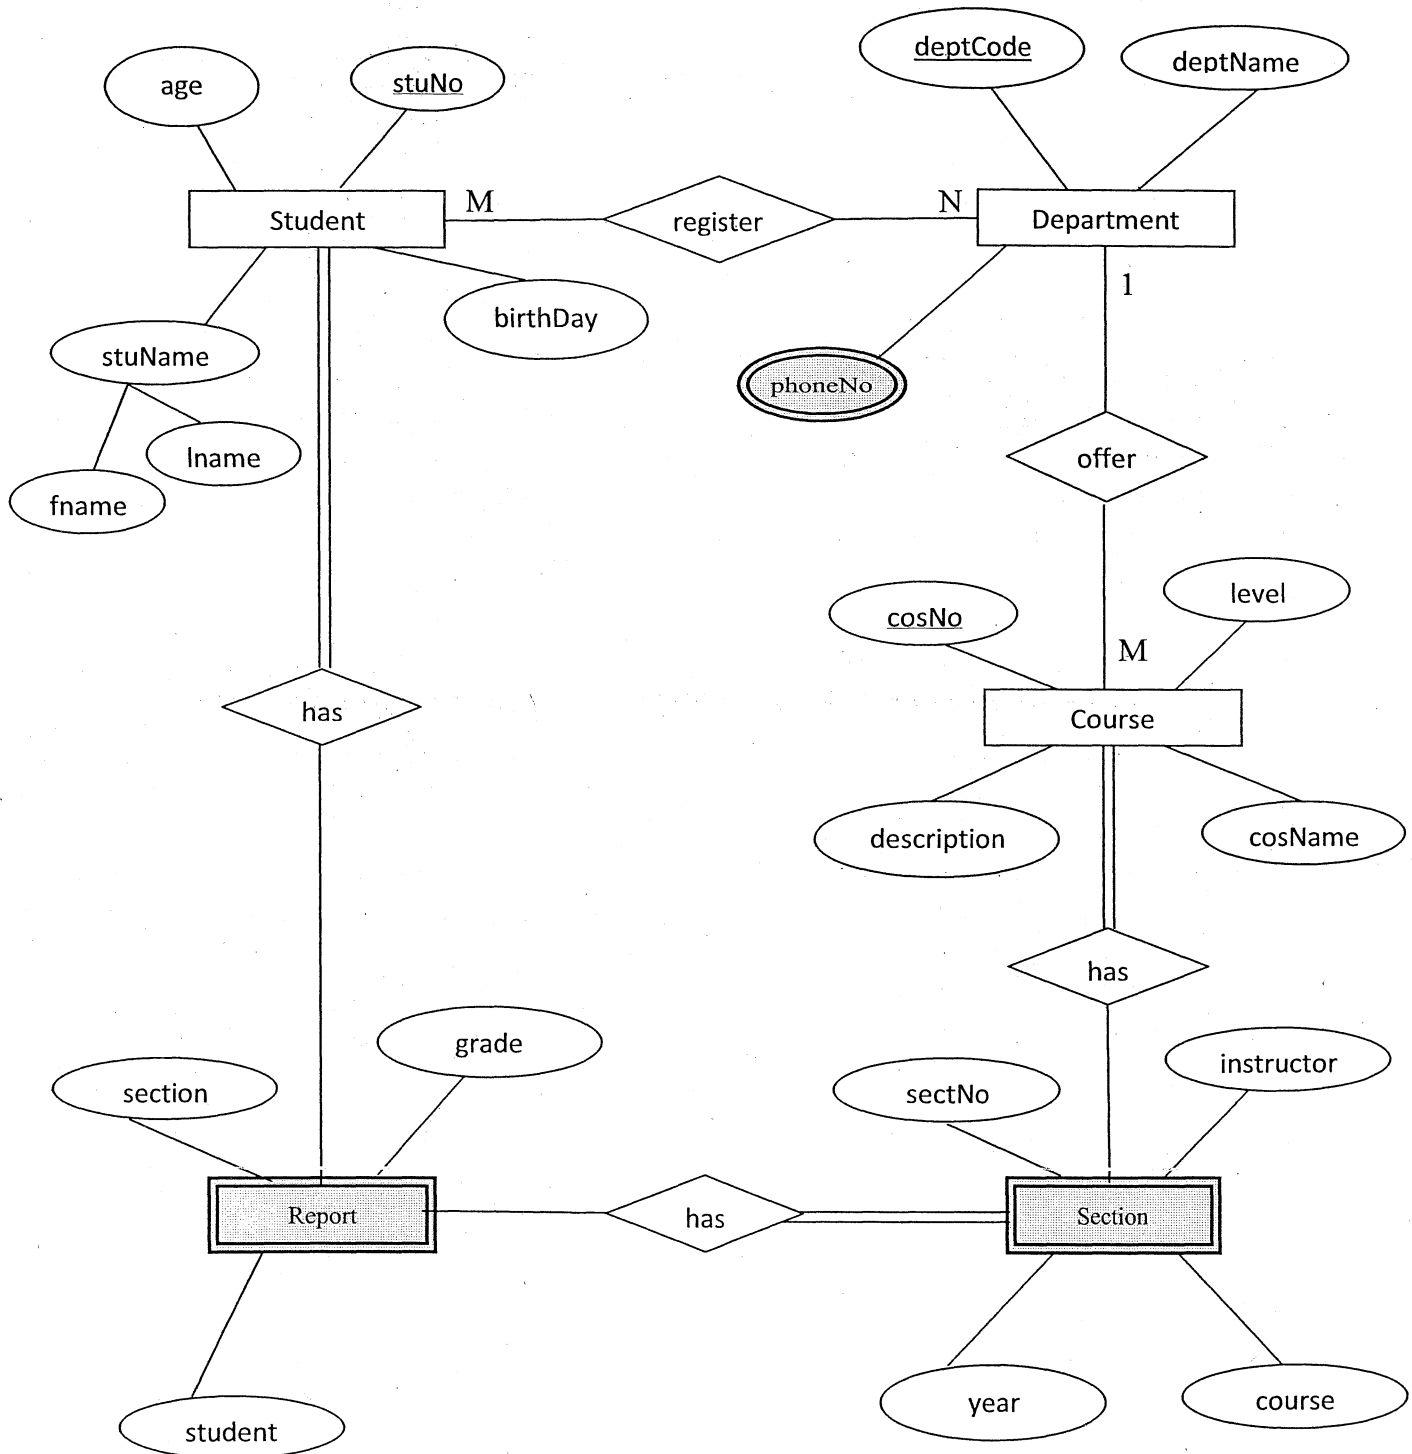 deptCode
deptName
age
stuNo
M
N
Student
register
Department
1
birthDay
stuName
phoneNo
lname
offer
fname
level
cosNo
M
has
Course
description
cosName
has
grade
instructor
section
sectNo
Report
has
Section
year
course
student